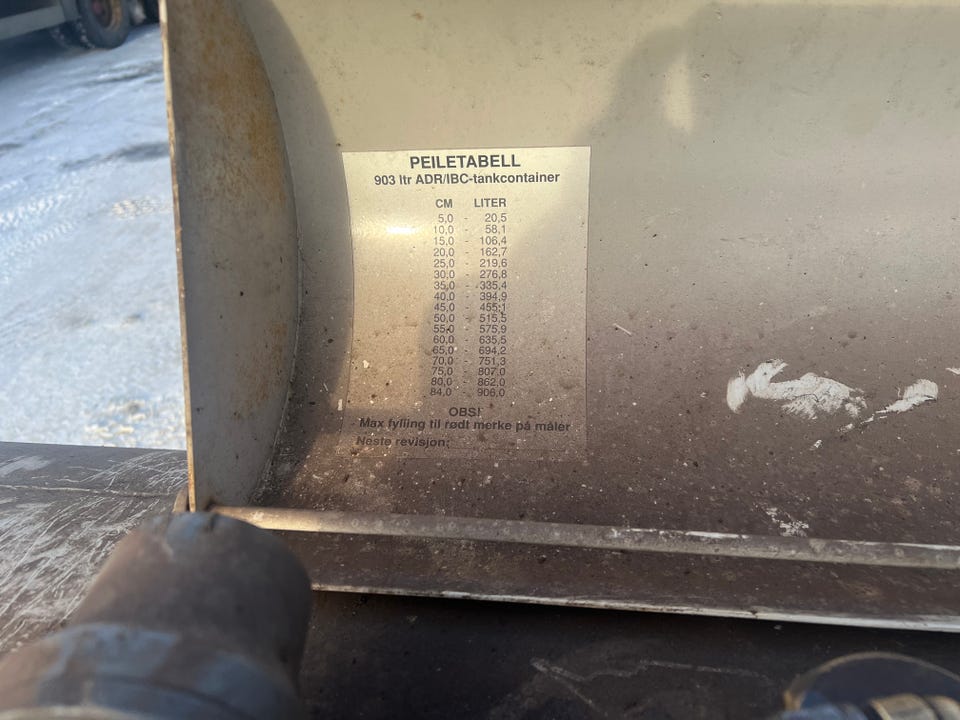 PEILETABELL
903 ltr ADR/IBC-tankcontainer
CM LITER
5,0 - 20,5
10,0 - 58,1
15,0 - 106,4
20,0 - 162,7
25,0 - 219,6
30,0 - 276,8
35,0 - 335,4
40,0 - 394,9
45,0 - 455,1
50,0 - 515,5
55,0 - 575,9
60,0 - 635,5
65,0 - 694,2
70,0 - 751,3
75,0 - 807,0
80,0 - 862,0
84,0 - 906,0
OBS!
Max fylling til rødt merke på måler
Neste revisjon: